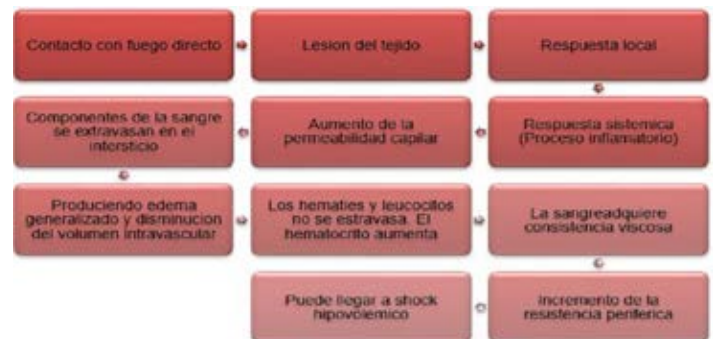 Contacto con fuego directo
Lesion del tejido
Respuesta local
Respuesta sistemica
(Proceso inflamatorio)
Aumento de la
permeabilidad capilar
Componentes de la sangre
se extravasan en el
intersticio
Produciendo edema
generalizado y disminucion
del volumen intravascular
Los hematies y leucocitos
no se estravasa. El
hematocrito aumenta
La sangreadquiere
consistencia viscosa
Incremento de la
resistencia periferica
Puede llegar a shock
hipovolemico